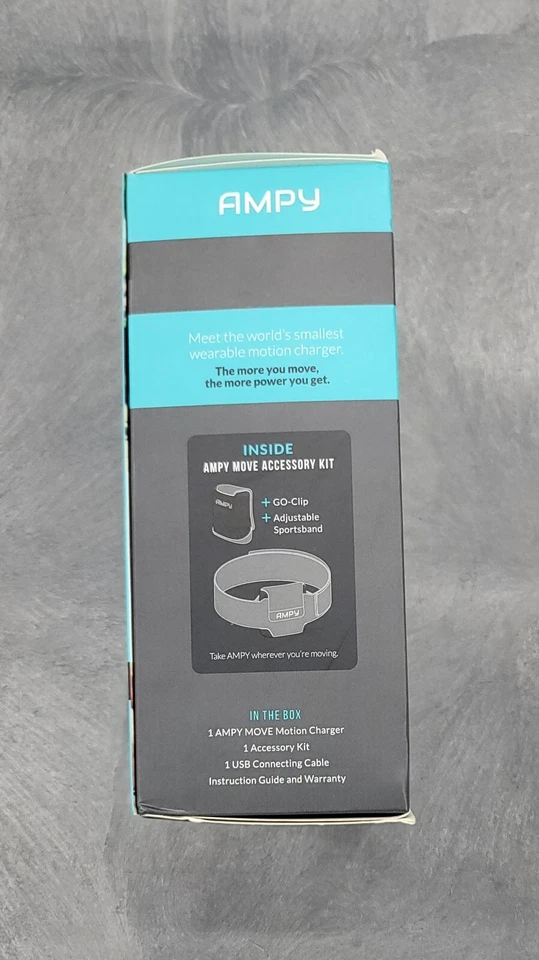 AMPY
Meet the world's smallest
wearable motion charger.
The more you move,
the more power you get.
INSIDE
AMPY MOVE ACCESSORY KIT
AMPY
+ GO-Clip
+ Adjustable
Sportsband
AMPY
Take AMPY wherever you're moving.
IN THE BOX
1 AMPY MOVE Motion Charger
1 Accessory Kit
1 USB Connecting Cable
Instruction Guide and Warranty